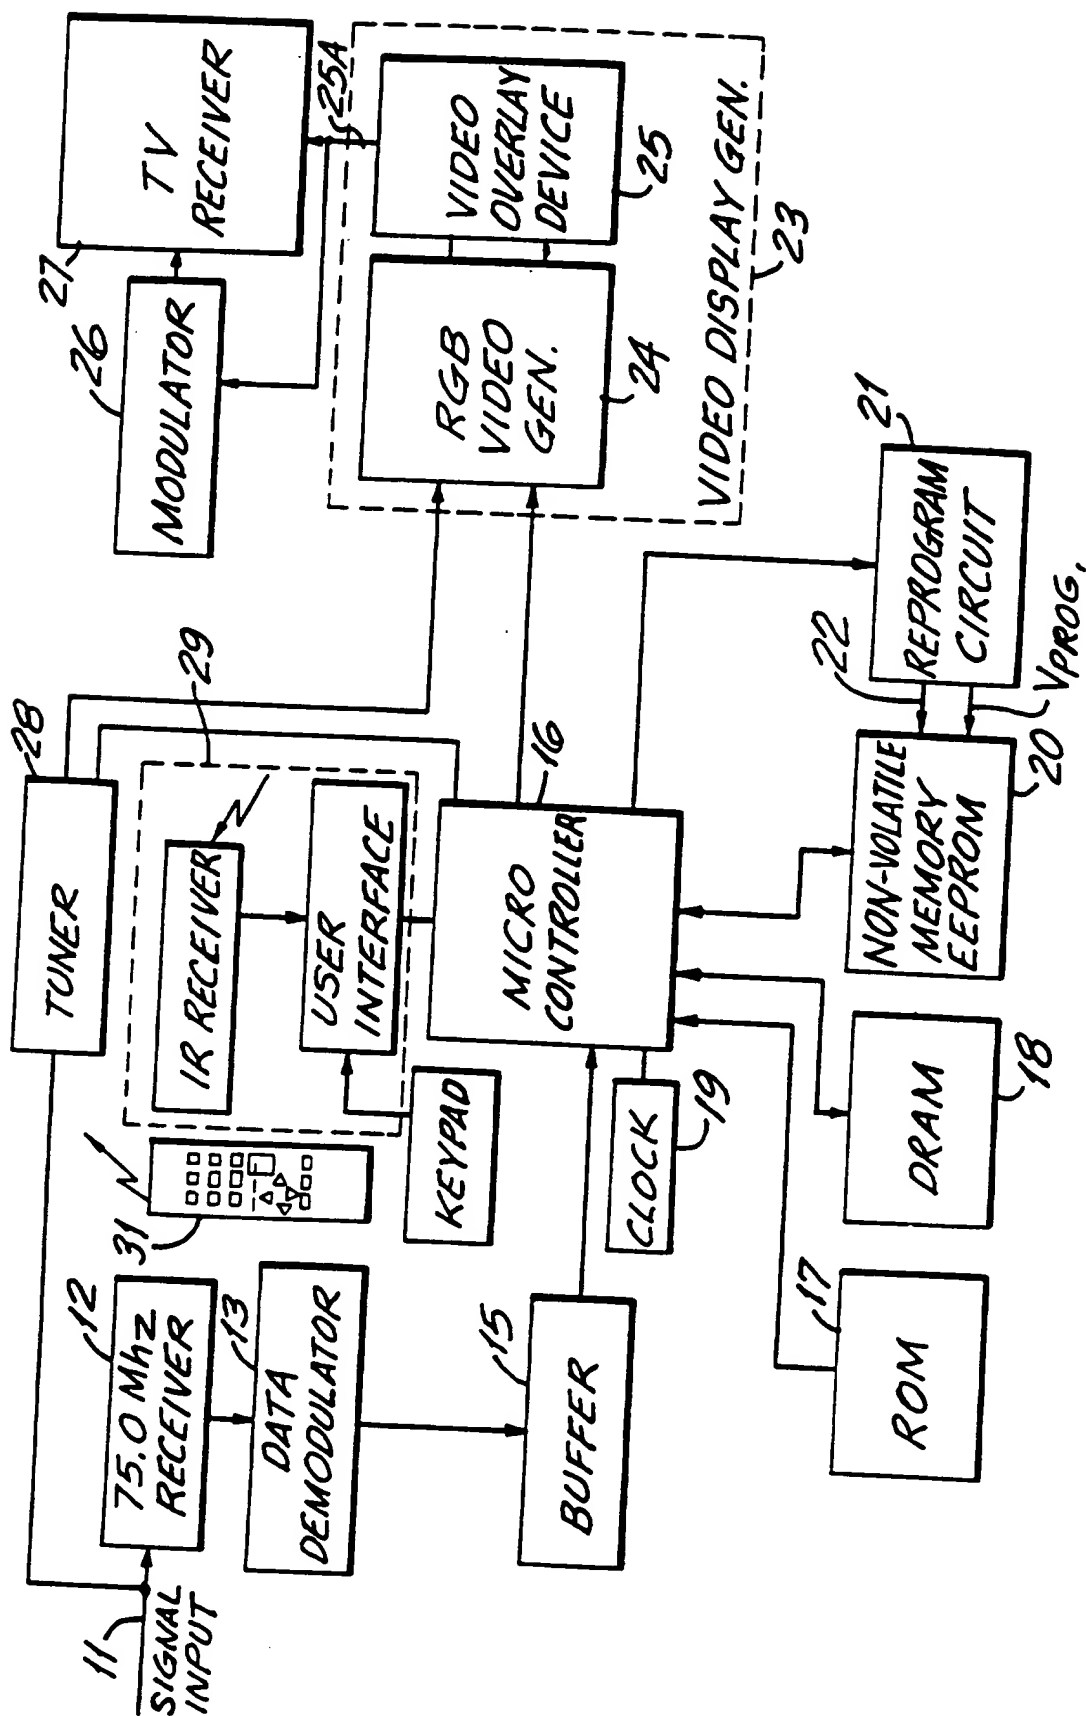 11
SIGNAL
INPUT
12
75.0 Mhz
RECEIVER
13
DATA
DEMODULATOR
15
BUFFER
17
ROM
31
KEYPAD
CLOCK
19
DRAM
18
28
TUNER
29
IR RECEIVER
USER
INTERFACE
16
MICRO
CONTROLLER
NON-VOLATILE
MEMORY
EEPROM
20
22
VPROG.
21
REPROGRAM
CIRCUIT
26
MODULATOR
27
TV
RECEIVER
25A
RGB
VIDEO
GEN.
24
VIDEO
OVERLAY
DEVICE
25
VIDEO DISPLAY GEN.
23